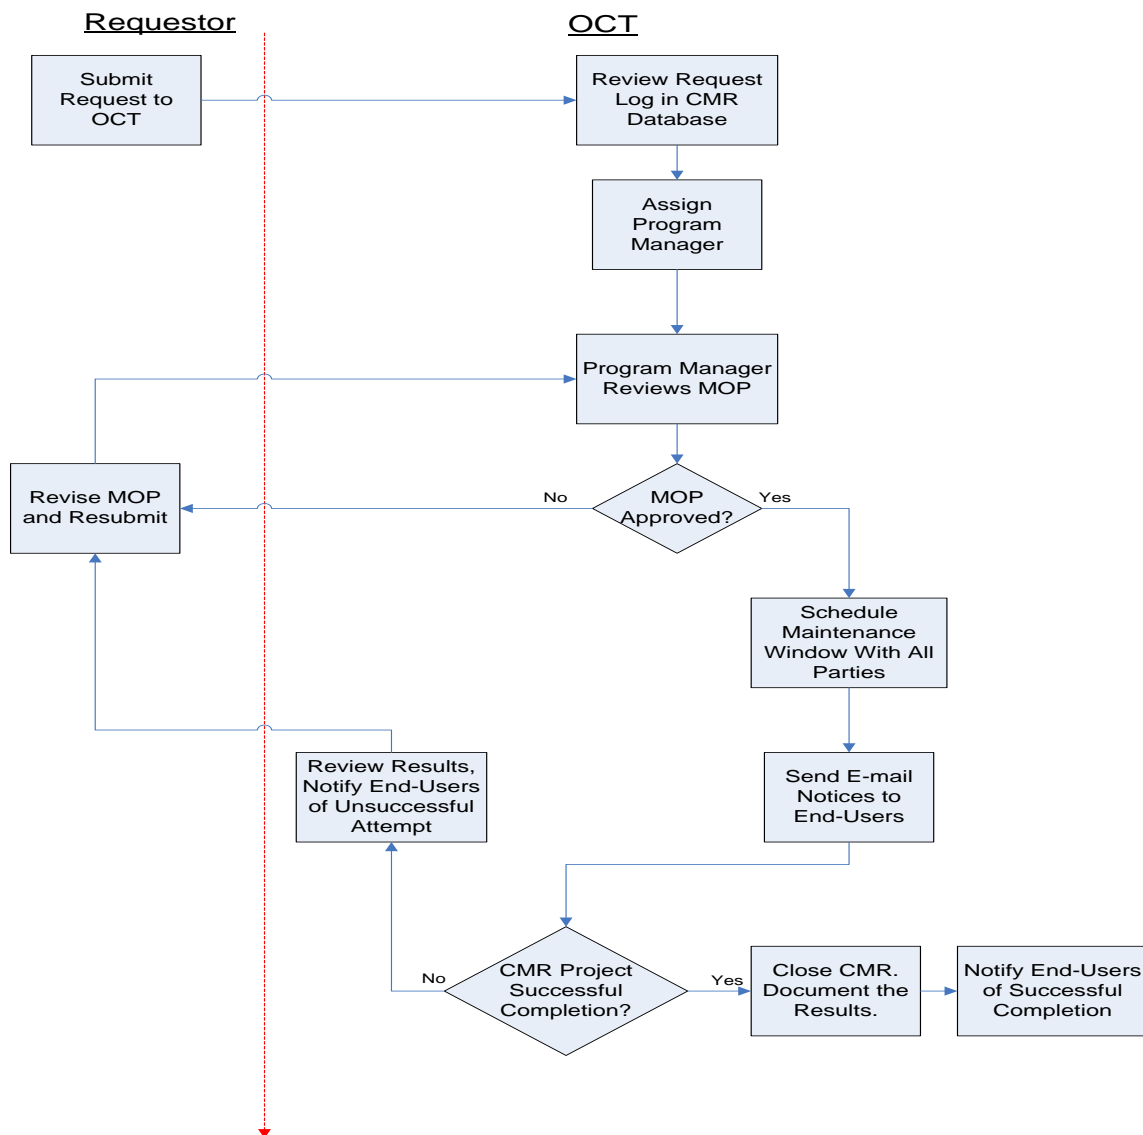 Requestor
OCT
Submit
Request to
OCT
Review Request
Log in CMR
Database
Assign
Program
Manager
Program Manager
Reviews MOP
Revise MOP
and Resubmit
No
MOP
Approved?
Yes
Schedule
Maintenance
Window With All
Parties
Review Results,
Notify End-Users
of Unsuccessful
Attempt
Send E-mail
Notices to
End-Users
No
CMR Project
Successful
Completion?
Yes
Close CMR.
Document the
Results.
Notify End-Users
of Successful
Completion